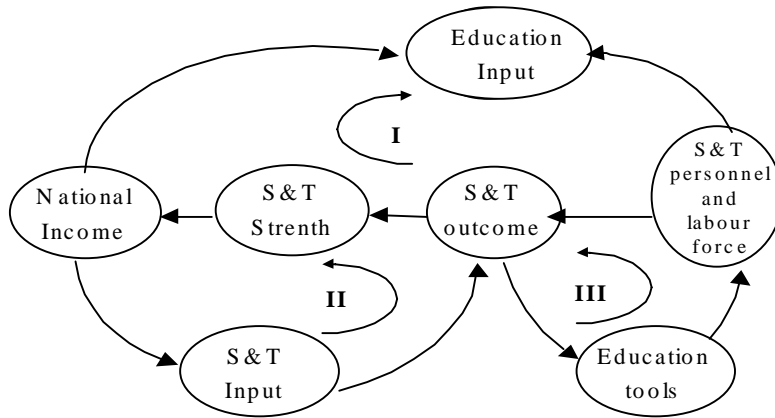 Education
Input
I
National
Income
S&T
Strenth
S&T
outcome
S&T
personnel
and
labour
force
II
III
S&T
Input
Education
tools